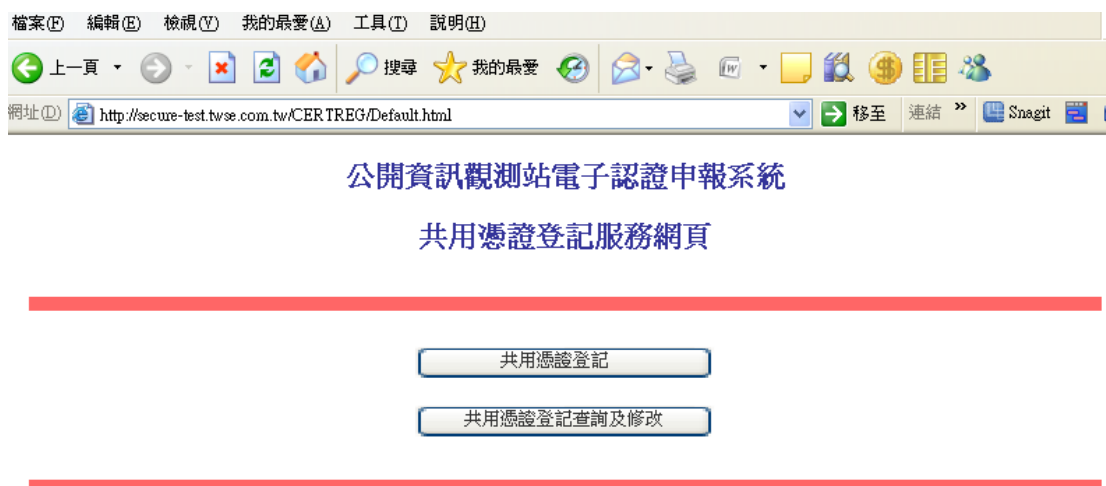 檔案(F) 編輯(E) 檢視(V) 我的最愛(A) 工具(T) 說明(H)
上一頁 搜尋 我的最愛
網址(D) http://secure-test.twse.com.tw/CERTREG/Default.html 移至 連結 » Snagit
公開資訊觀測站電子認證申報系統
共用憑證登記服務網頁
共用憑證登記
共用憑證登記查詢及修改